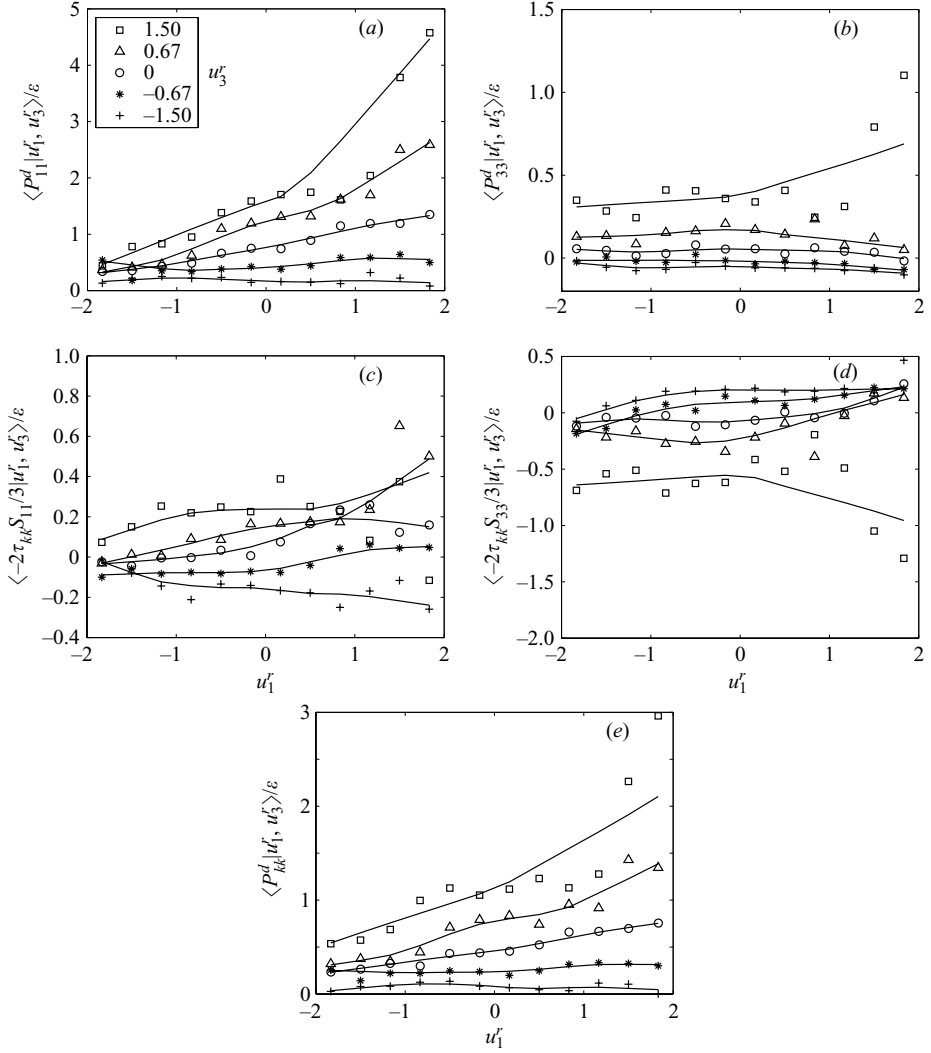 (a)
5
4
3
2
1
0
⟨P^d_11|u^r_1, u^r_3⟩/ε
1.50
0.67
0
–0.67
–1.50
u^r_3
–2 –1 0 1 2
(b)
1.5
1.0
0.5
0
⟨P^d_33|u^r_1, u^r_3⟩/ε
–2 –1 0 1 2
(c)
1.0
0.8
0.6
0.4
0.2
0
–0.2
–0.4
⟨–2τ_kk S_11/3|u^r_1, u^r_3⟩/ε
–2 –1 0 1 2
u^r_1
(d)
0.5
0
–0.5
–1.0
–1.5
–2.0
⟨–2τ_kk S_33/3|u^r_1, u^r_3⟩/ε
–2 –1 0 1 2
u^r_1
(e)
3
2
1
0
⟨P^d_kk|u^r_1, u^r_3⟩/ε
–2 –1 0 1 2
u^r_1